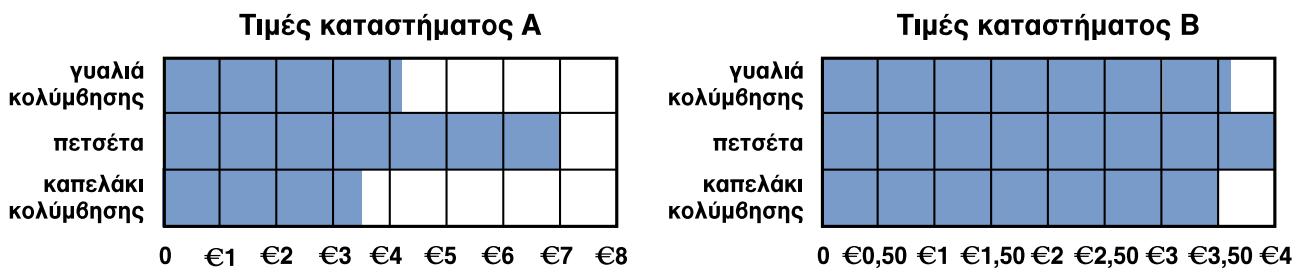 Τιμές καταστήματος Α
γυαλιά
κολύμβησης
πετσέτα
καπελάκι
κολύμβησης
0 €1 €2 €3 €4 €5 €6 €7 €8
Τιμές καταστήματος Β
γυαλιά
κολύμβησης
πετσέτα
καπελάκι
κολύμβησης
0 €0,50 €1 €1,50 €2 €2,50 €3 €3,50 €4